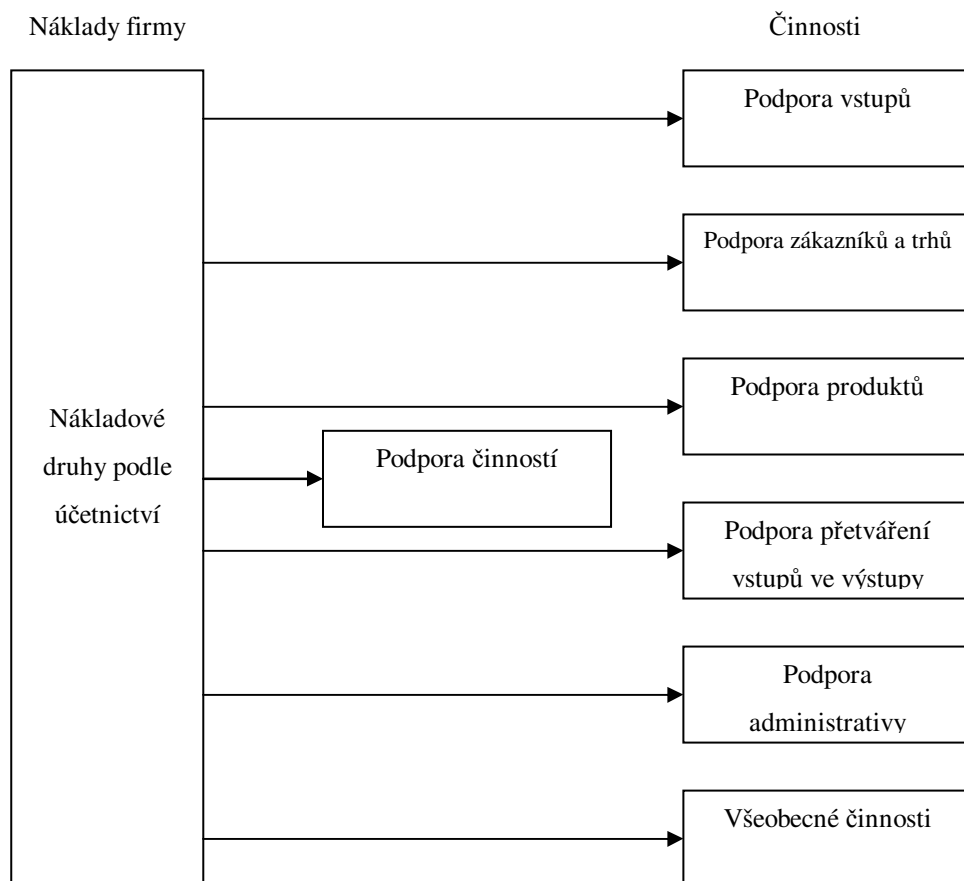 Náklady firmy
Činnosti
Nákladové
druhy podle
účetnictví
Podpora činností
Podpora vstupů
Podpora zákazníků a trhů
Podpora produktů
Podpora přetváření
vstupů ve výstupy
Podpora
administrativy
Všeobecné činnosti